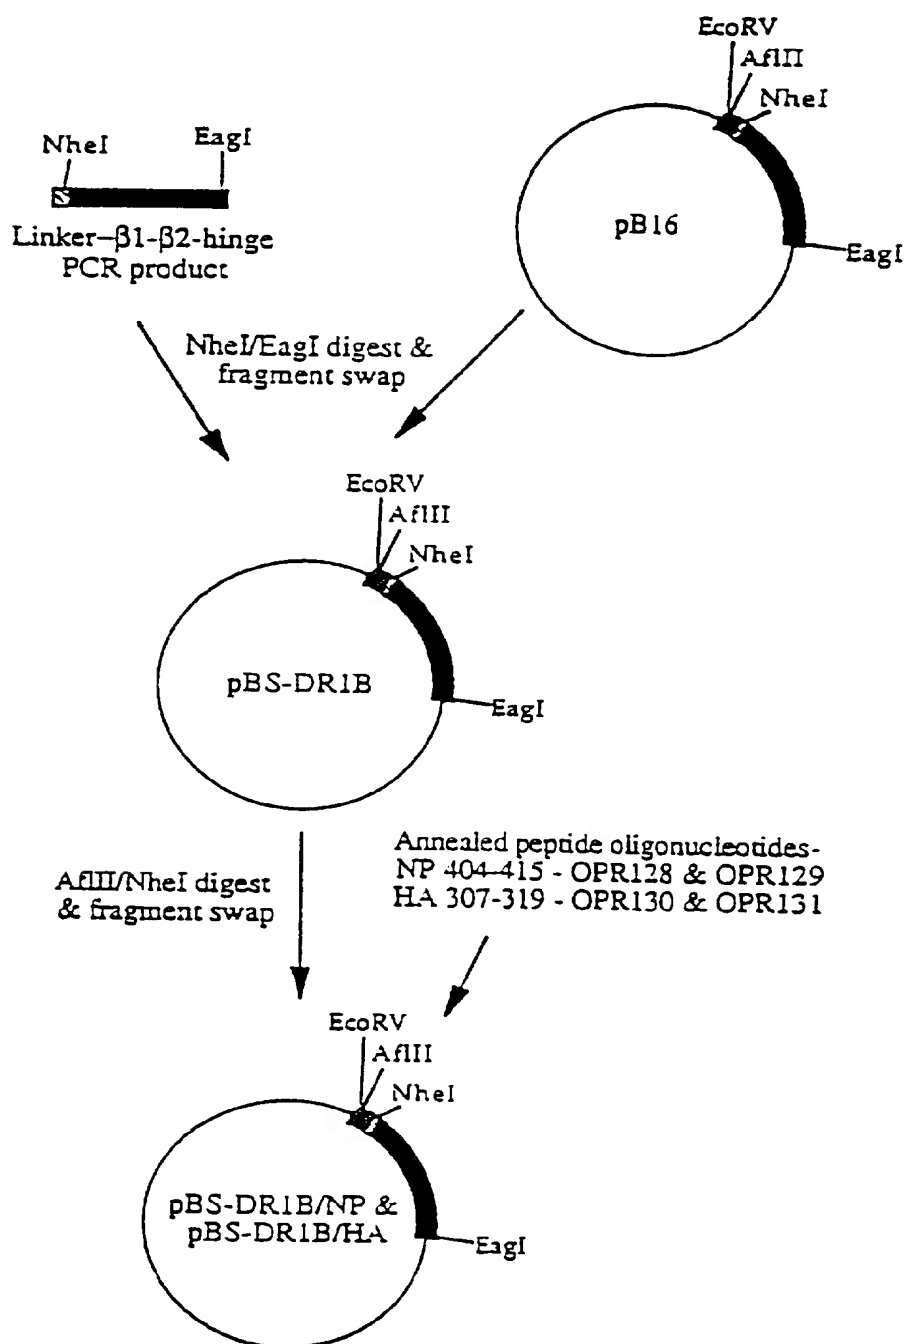 EcoRV
AflII
NheI
NheI
EagI
pB16
EagI
Linker–β1-β2-hinge
PCR product
NheI/EagI digest &
fragment swap
EcoRV
AflII
NheI
pBS-DR1B
EagI
AflII/NheI digest
& fragment swap
Annealed peptide oligonucleotides-
NP 404-415 - OPR128 & OPR129
HA 307-319 - OPR130 & OPR131
EcoRV
AflII
NheI
pBS-DR1B/NP &
pBS-DR1B/HA
EagI